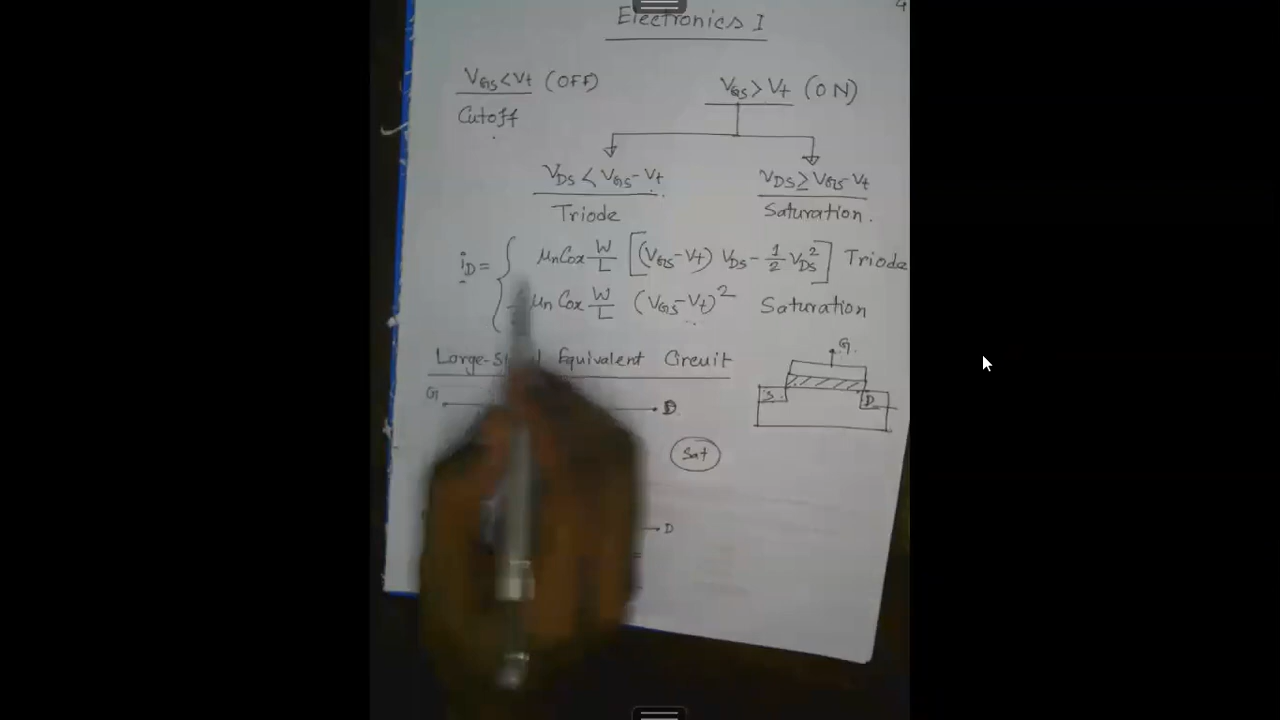 4
Electronics I
VGS<Vt (OFF)
Cutoff
VGS>Vt (ON)
VDS < VGS-Vt
Triode
VDS ≥ VGS-Vt
Saturation.
iD = { μnCox W/L [(VGS-Vt) VDS - 1/2 VDS²] Triode
μn Cox W/L (VGS-Vt)² Saturation
Equivalent Circuit
G
D
G
S
D
Sat
D